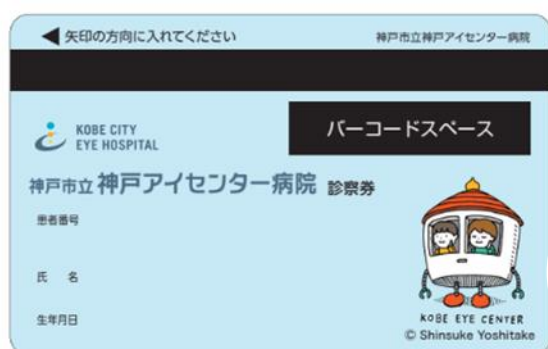 ◀矢印の方向に入れてください
神戸市立神戸アイセンター病院
KOBE CITY
EYE HOSPITAL
バーコードスペース
神戸市立神戸アイセンター病院 診察券
患者番号
氏 名
生年月日
KOBE EYE CENTER
© Shinsuke Yoshitake